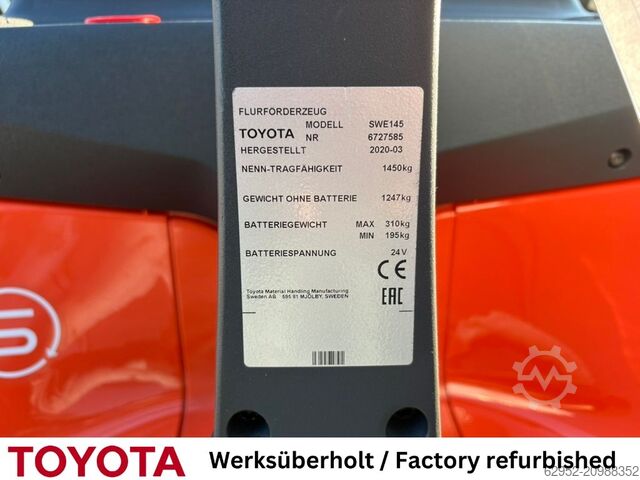 FLURFÖRDERZEUG
TOYOTA MODELL SWE145
NR 6727585
HERGESTELLT 2020-03
NENN-TRAGFÄHIGKEIT 1450kg
GEWICHT OHNE BATTERIE 1247kg
BATTERIEGEWICHT MAX 310kg
MIN 195kg
BATTERIESPANNUNG 24V
CE
Toyota Material Handling Manufacturing
Sweden AB 595 81 MJÖLBY, SWEDEN
EAC
TOYOTA Werksüberholt / Factory refurbished
62952-20988352